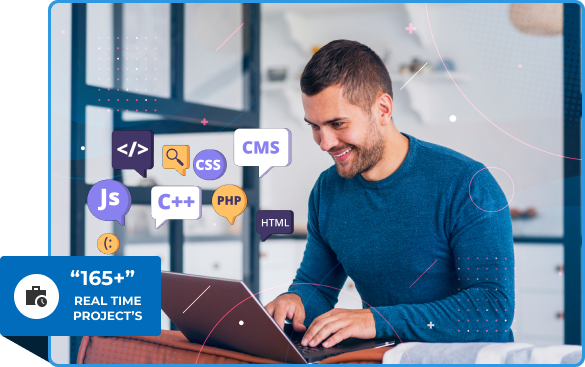 </>
CSS
CMS
Js
C++
PHP
HTML
(:
“165+”
REAL TIME
PROJECT’S